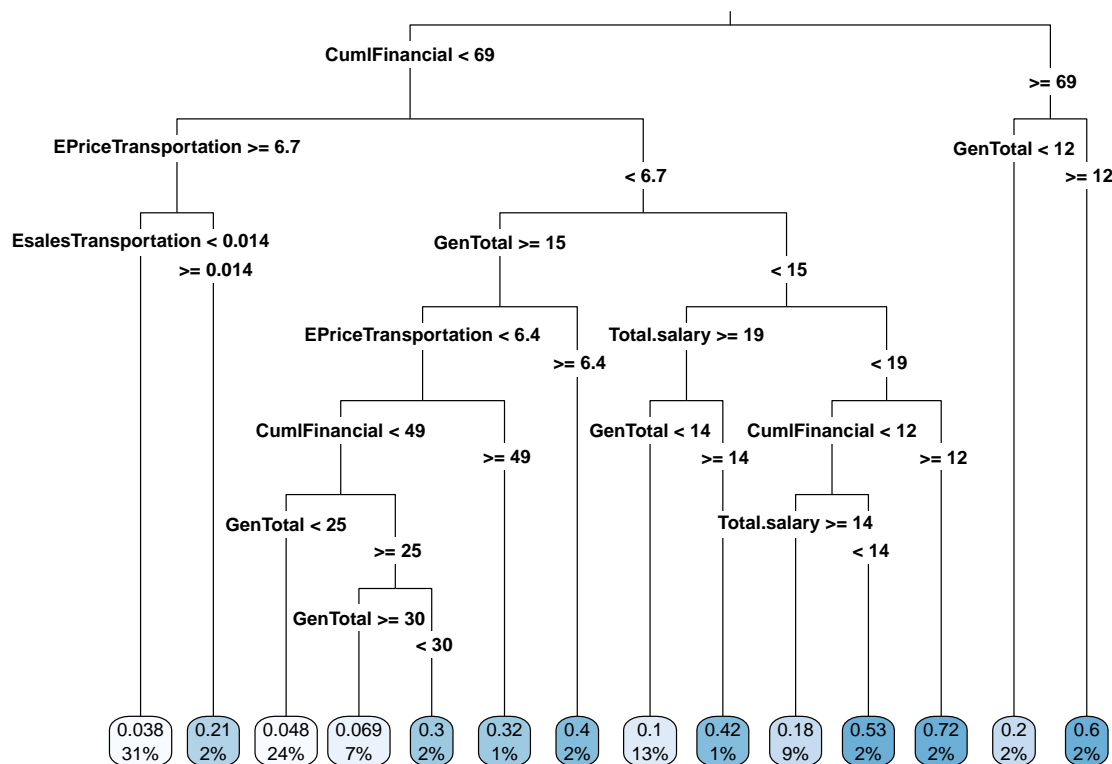 CumlFinancial < 69
>= 69
EPriceTransportation >= 6.7
GenTotal < 12
< 6.7
>= 12
EsalesTransportation < 0.014
GenTotal >= 15
>= 0.014
< 15
EPriceTransportation < 6.4
Total.salary >= 19
>= 6.4
< 19
CumlFinancial < 49
GenTotal < 14
CumlFinancial < 12
>= 49
>= 14
>= 12
GenTotal < 25
Total.salary >= 14
>= 25
< 14
GenTotal >= 30
< 30
0.038 0.21 0.048 0.069 0.3 0.32 0.4 0.1 0.42 0.18 0.53 0.72 0.2 0.6
31% 2% 24% 7% 2% 1% 2% 13% 1% 9% 2% 2% 2% 2%